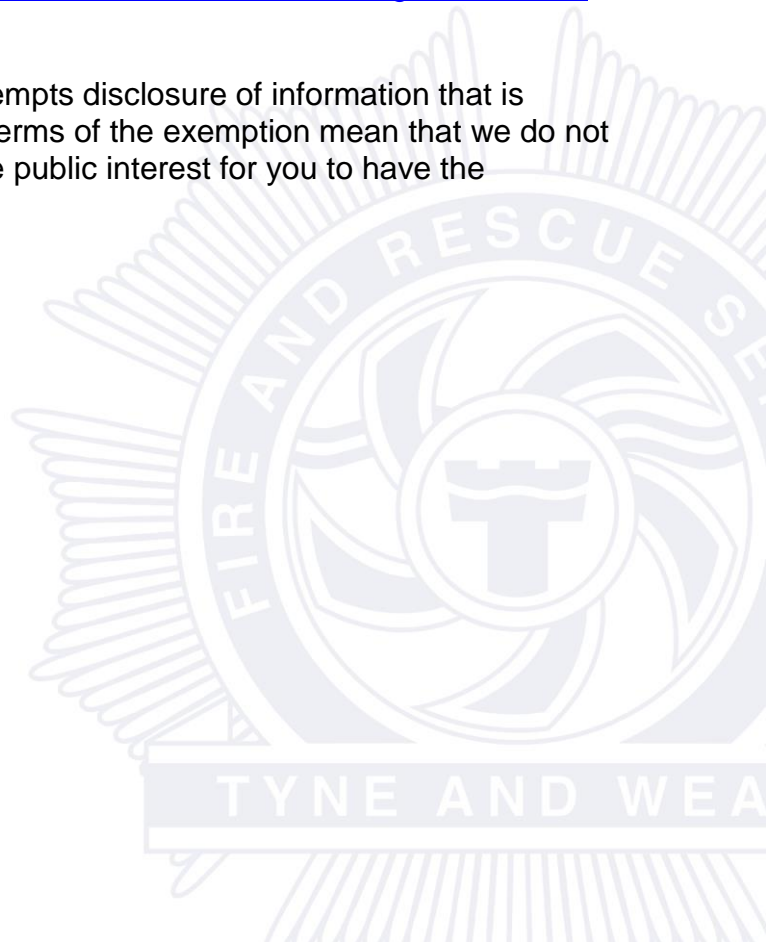 empts disclosure of information that is
erms of the exemption mean that we do not
e public interest for you to have the
FIRE AND RESCUE SE
TYNE AND WEA